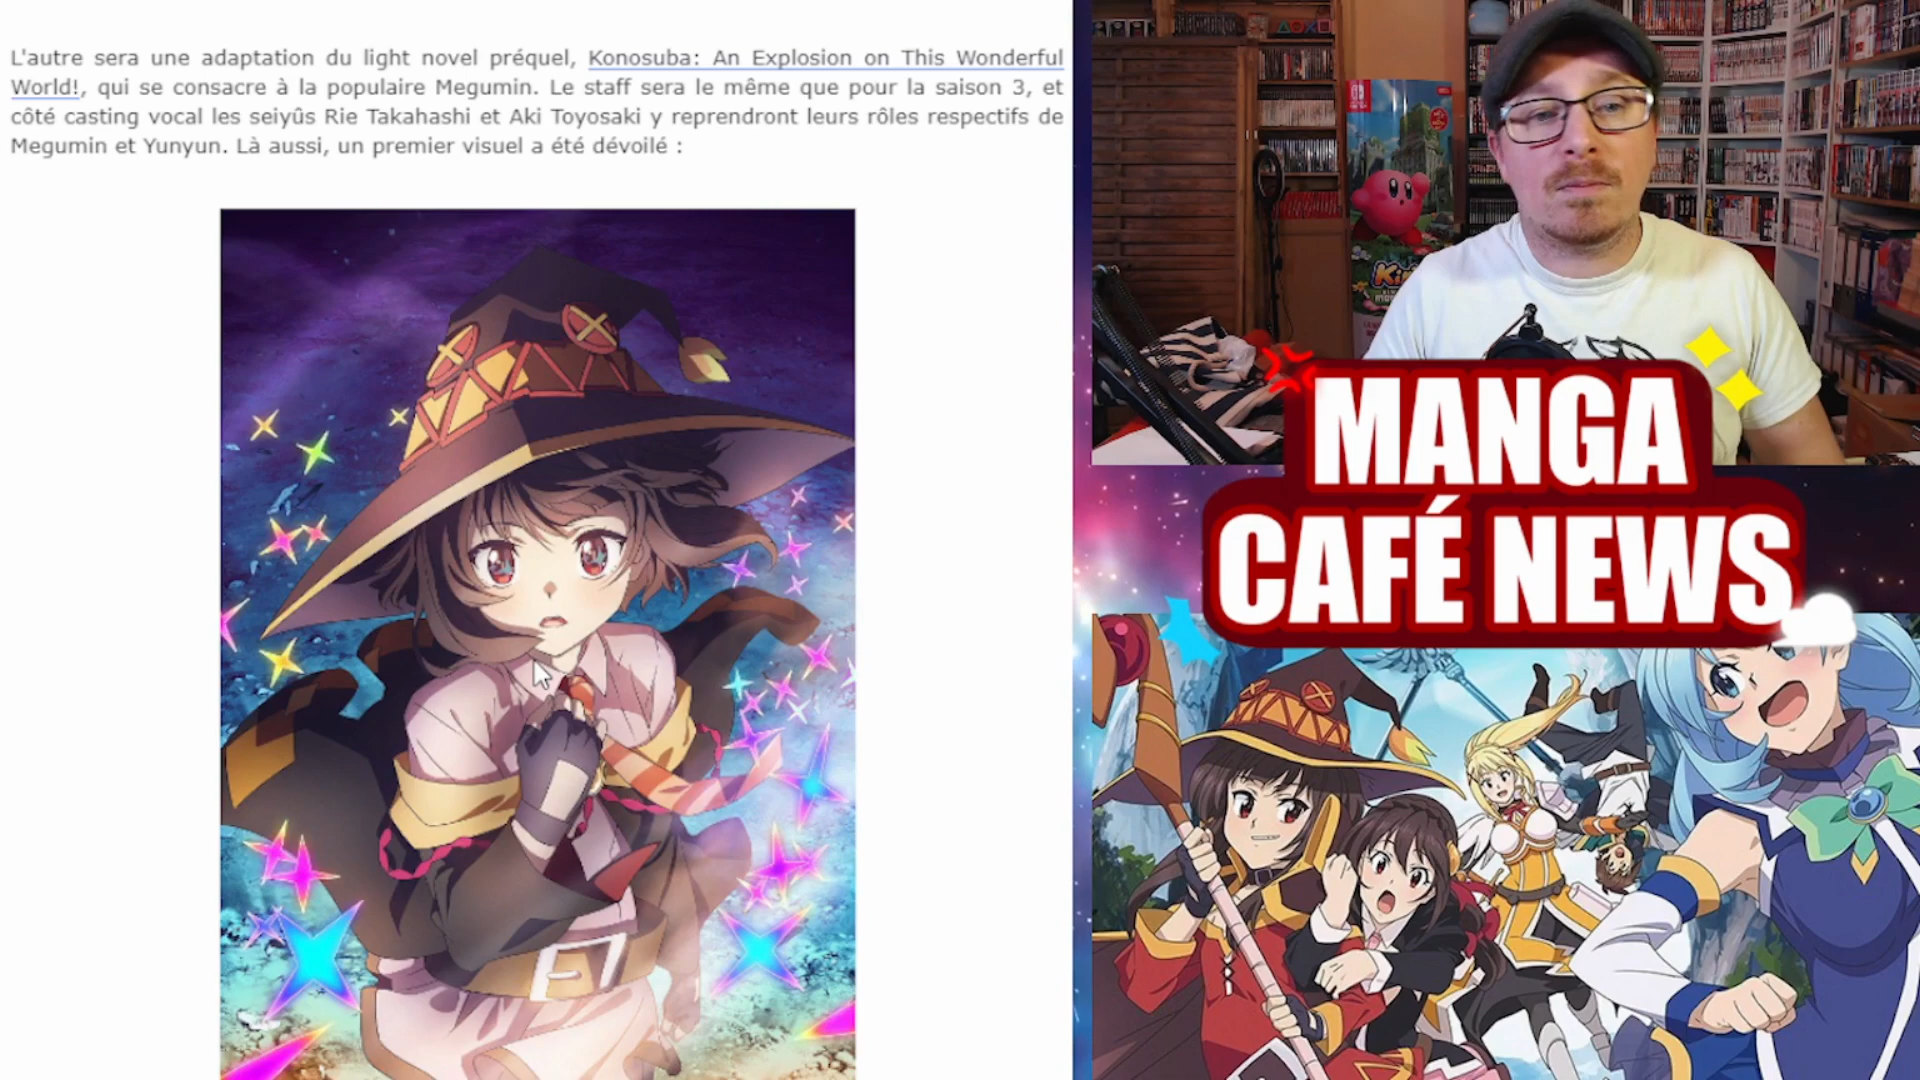 L'autre sera une adaptation du light novel préquel, Konosuba: An Explosion on This Wonderful
World!, qui se consacre à la populaire Megumin. Le staff sera le même que pour la saison 3, et
côté casting vocal les seiyûs Rie Takahashi et Aki Toyosaki y reprendront leurs rôles respectifs de
Megumin et Yunyun. Là aussi, un premier visuel a été dévoilé :
MANGA
CAFÉ NEWS